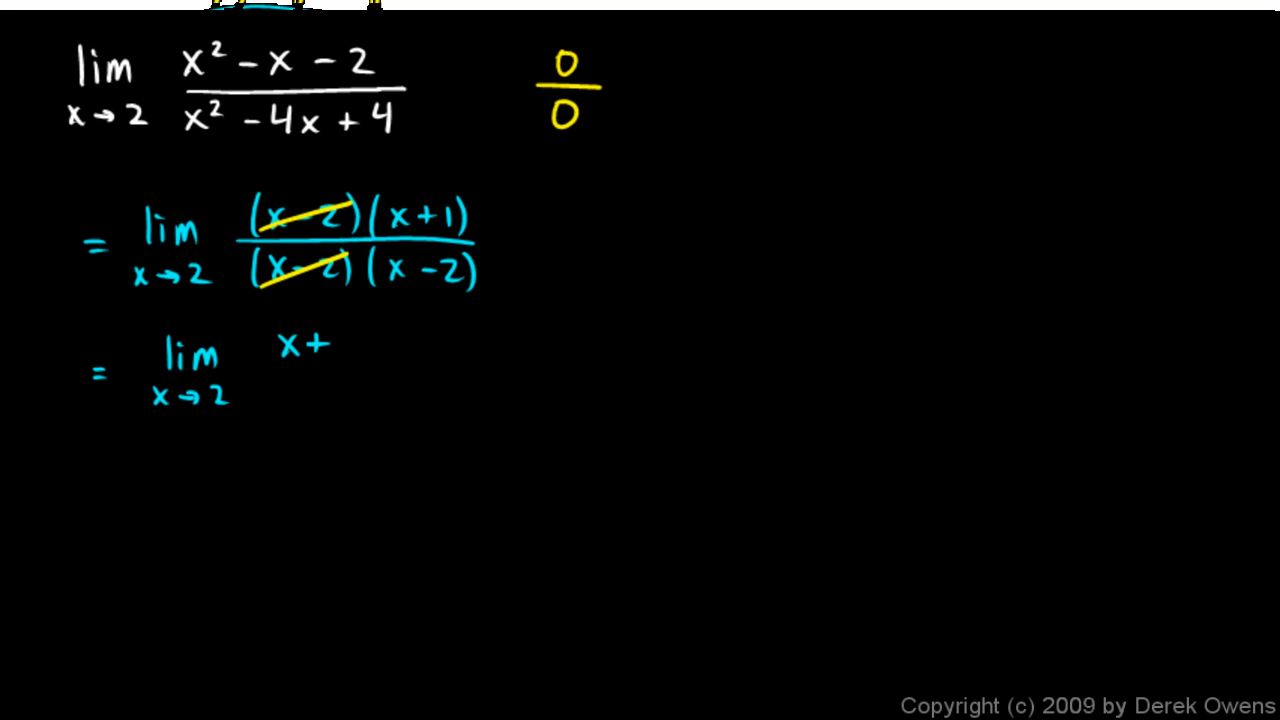 lim x→2 (x² - x - 2)/(x² - 4x + 4) 0/0
= lim x→2 ((x-2)(x+1))/((x-2)(x-2))
= lim x→2 x+
Copyright (c) 2009 by Derek Owens